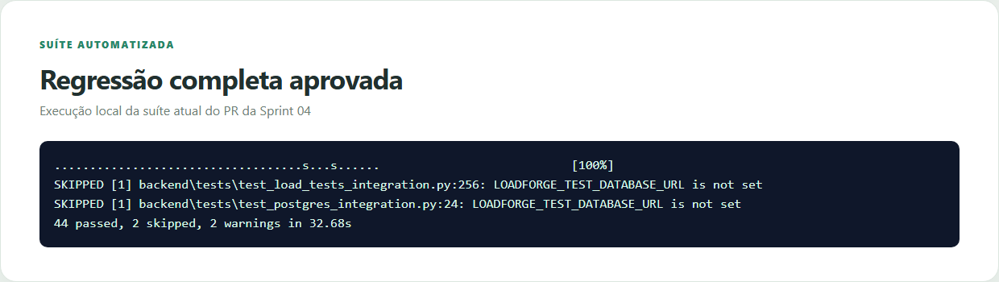 SUÍTE AUTOMATIZADA
Regressão completa aprovada
Execução local da suíte atual do PR da Sprint 04
...................................s...s...... [100%]
SKIPPED [1] backend\tests\test_load_tests_integration.py:256: LOADFORGE_TEST_DATABASE_URL is not set
SKIPPED [1] backend\tests\test_postgres_integration.py:24: LOADFORGE_TEST_DATABASE_URL is not set
44 passed, 2 skipped, 2 warnings in 32.68s